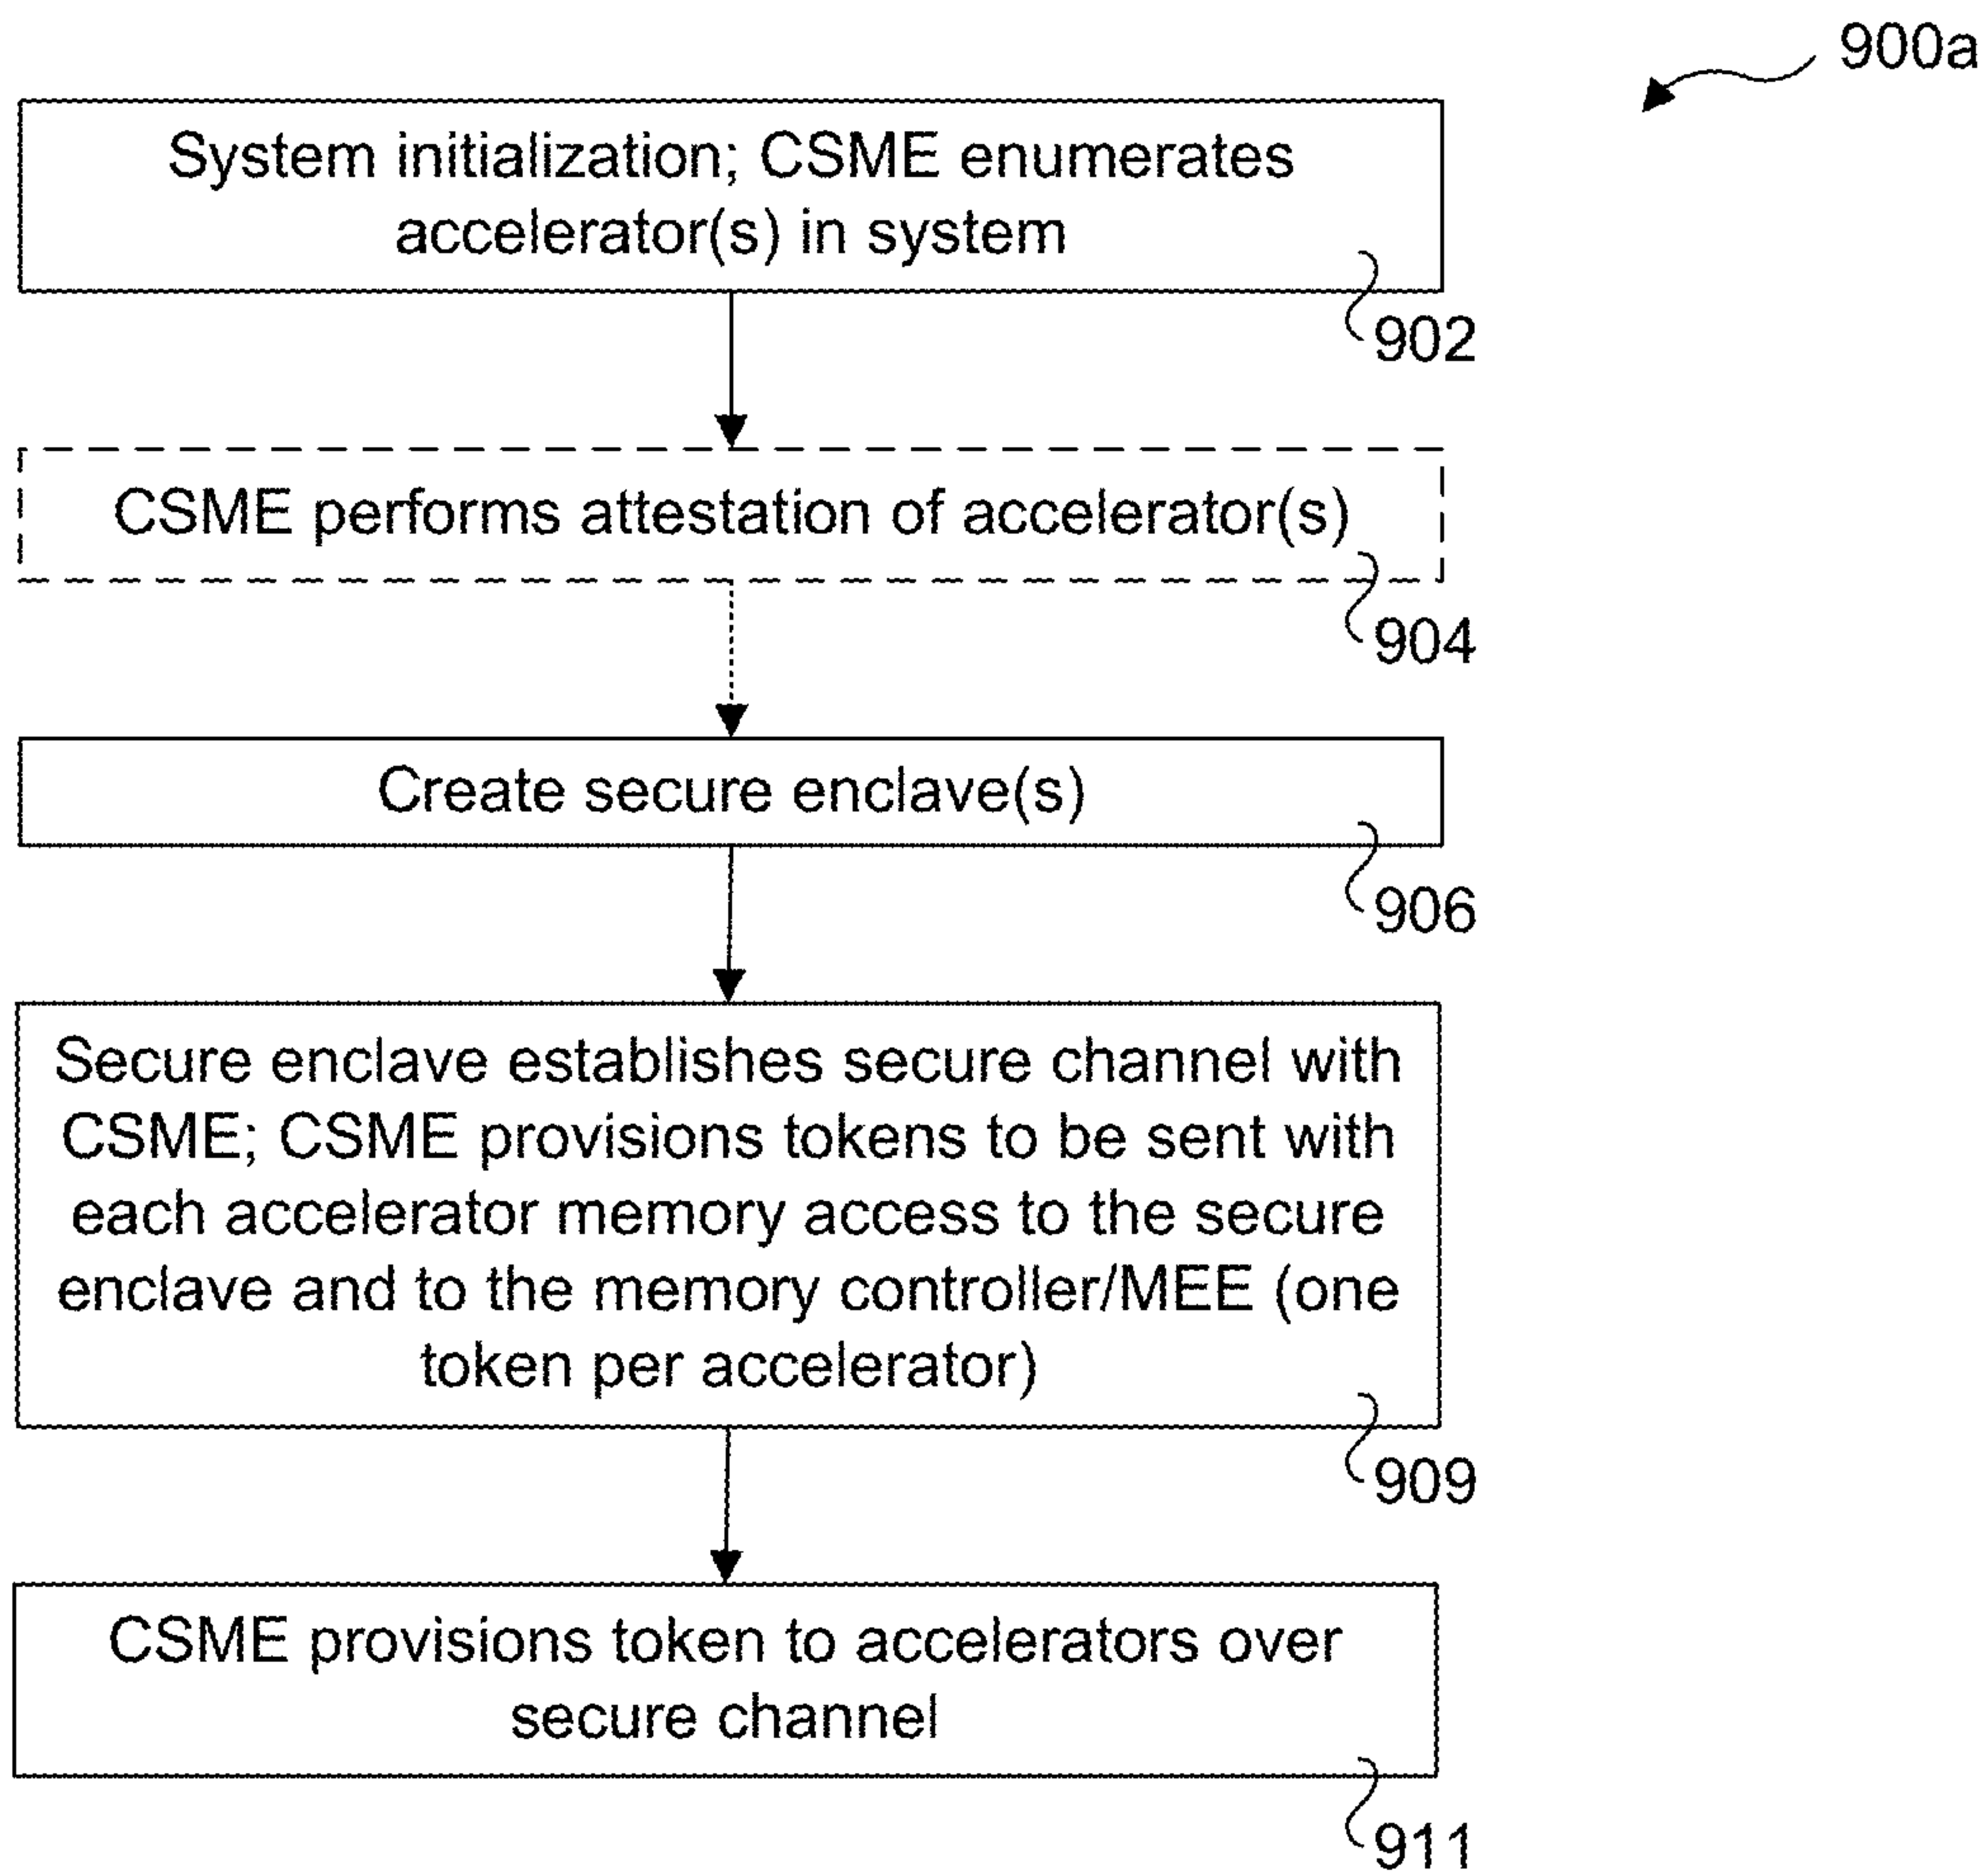 900a
System initialization; CSME enumerates
accelerator(s) in system
902
CSME performs attestation of accelerator(s)
904
Create secure enclave(s)
906
Secure enclave establishes secure channel with
CSME; CSME provisions tokens to be sent with
each accelerator memory access to the secure
enclave and to the memory controller/MEE (one
token per accelerator)
909
CSME provisions token to accelerators over
secure channel
911